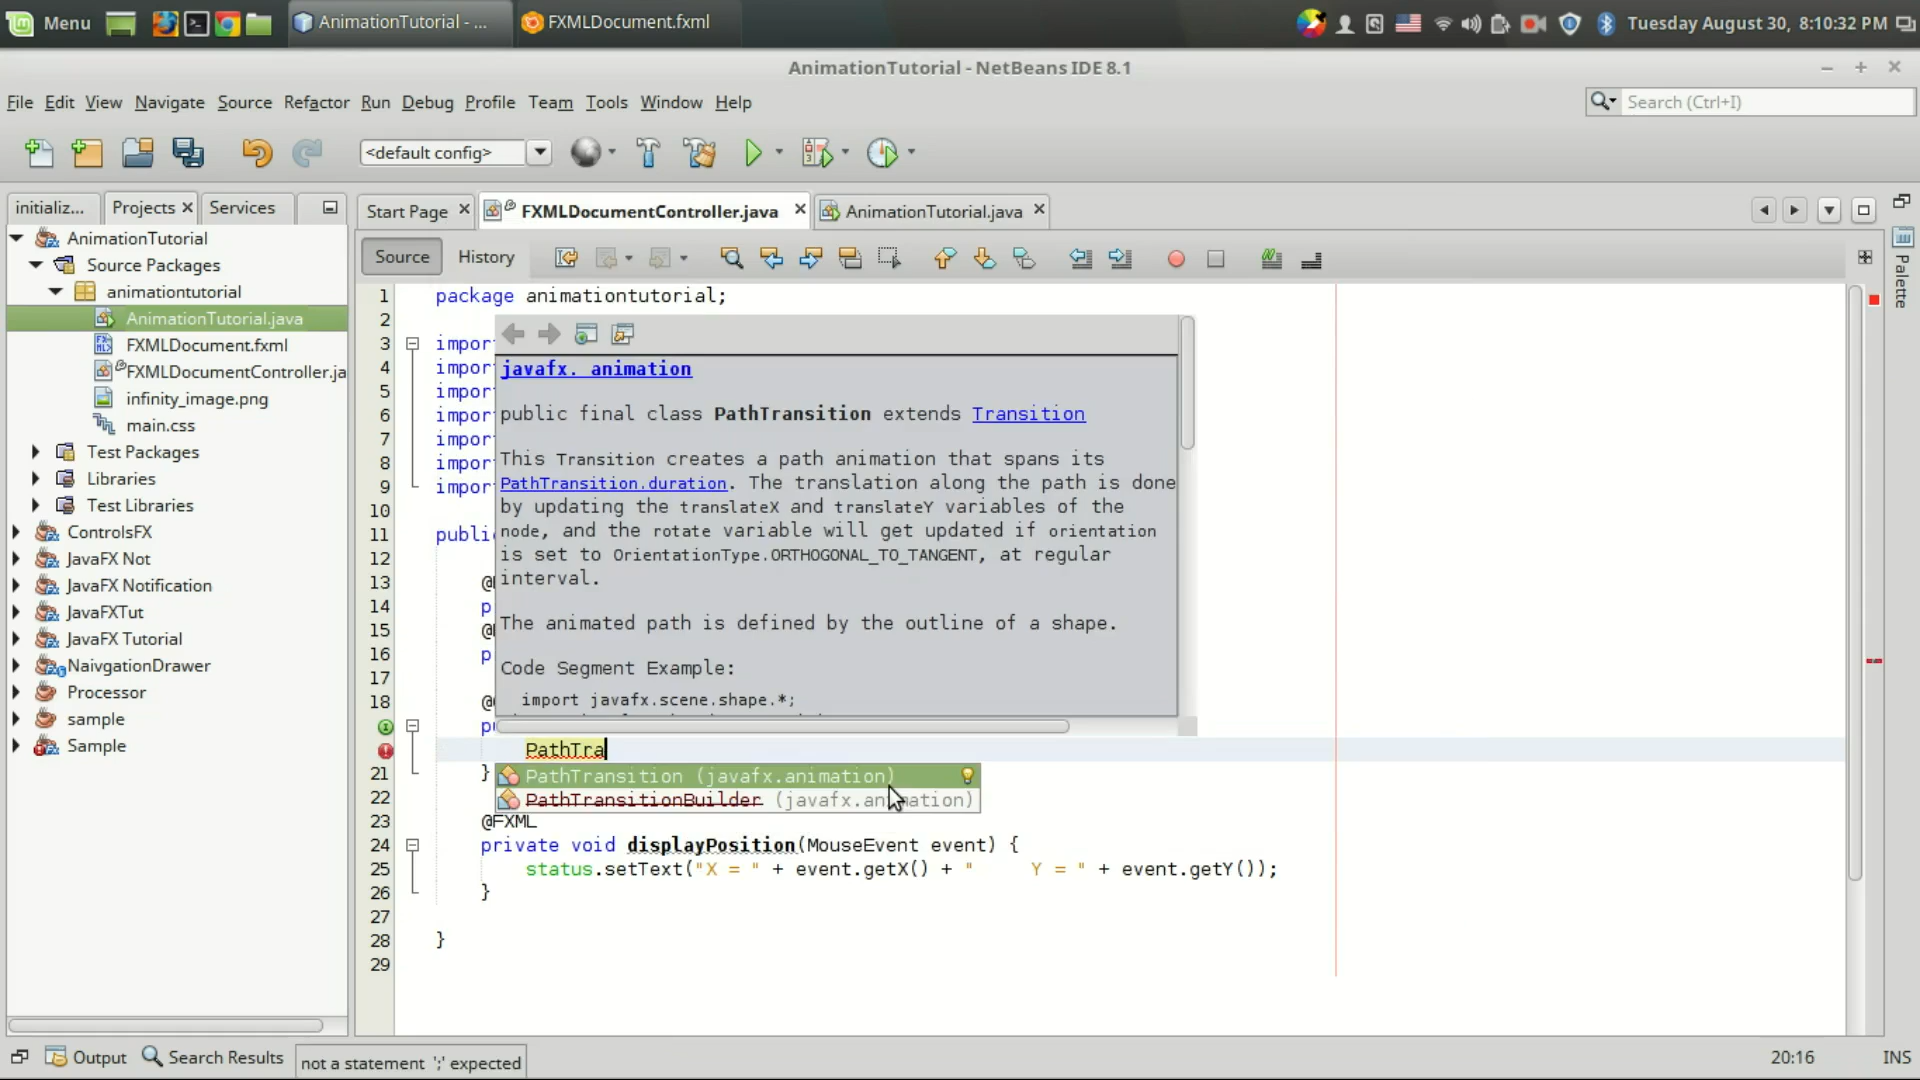 Menu
AnimationTutorial - ...
FXMLDocument.fxml
Tuesday August 30, 8:10:32 PM
AnimationTutorial - NetBeans IDE 8.1
File Edit View Navigate Source Refactor Run Debug Profile Team Tools Window Help
Search (Ctrl+I)
<default config>
initializ...
Projects
Services
Start Page
FXMLDocumentController.java
AnimationTutorial.java
Source
History
Palette
AnimationTutorial
Source Packages
animationtutorial
AnimationTutorial.java
FXMLDocument.fxml
FXMLDocumentController.ja
infinity_image.png
main.css
Test Packages
Libraries
Test Libraries
ControlsFX
JavaFX Not
JavaFX Notification
JavaFXTut
JavaFX Tutorial
NaivgationDrawer
Processor
sample
Sample
1 package animationtutorial;
2
3 impor
4 impor
5 impor
6 impor
7 impor
8 impor
9 impor
10
11 publi
12
13
14 p
15
16 p
17
18
javafx. animation
public final class PathTransition extends Transition
This Transition creates a path animation that spans its
PathTransition.duration. The translation along the path is done
by updating the translateX and translateY variables of the
node, and the rotate variable will get updated if orientation
is set to OrientationType.ORTHOGONAL_TO_TANGENT, at regular
interval.
The animated path is defined by the outline of a shape.
Code Segment Example:
import javafx.scene.shape.*;
PathTra
PathTransition (javafx.animation)
PathTransitionBuilder (javafx.animation)
21 }
22
23 @FXML
24 private void displayPosition(MouseEvent event) {
25 status.setText("X = " + event.getX() + "      Y = " + event.getY());
26 }
27
28 }
29
Output
Search Results
not a statement ';' expected
20:16
INS